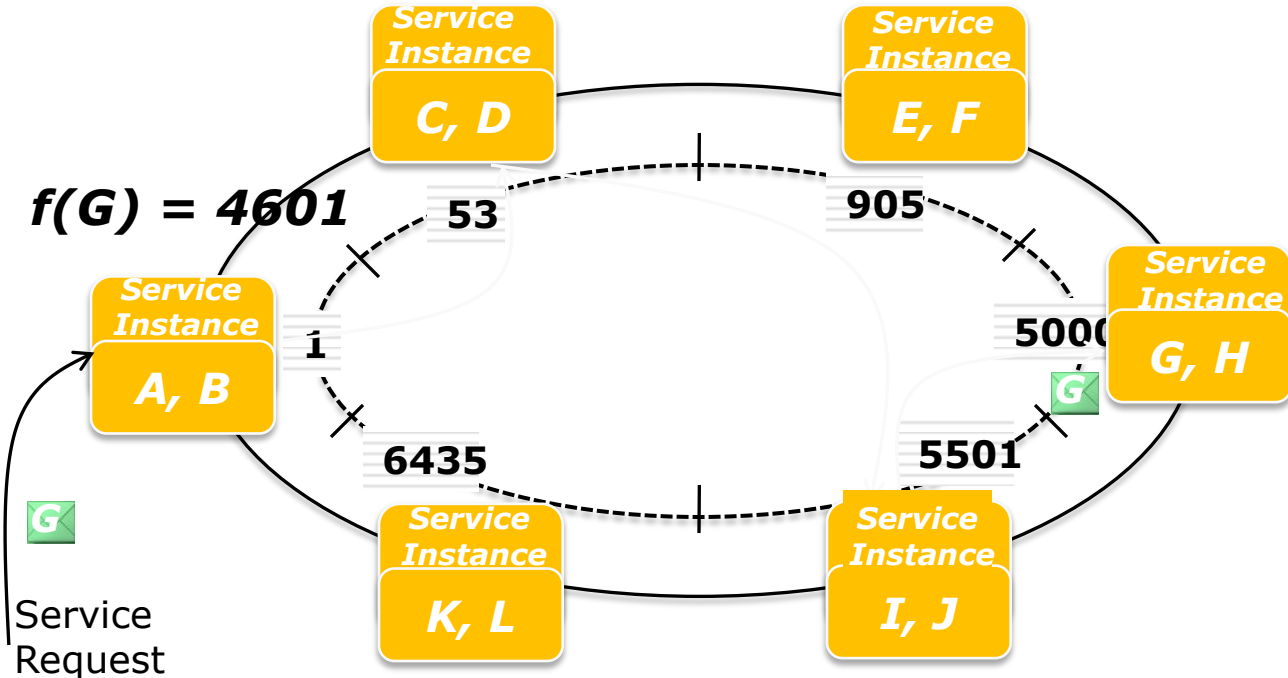 Service
Instance
C, D
Service
Instance
E, F
f(G) = 4601
53
905
Service
Instance
A, B
1
5000
Service
Instance
G, H
G
6435
5501
G
Service
Instance
K, L
Service
Instance
I, J
Service
Request